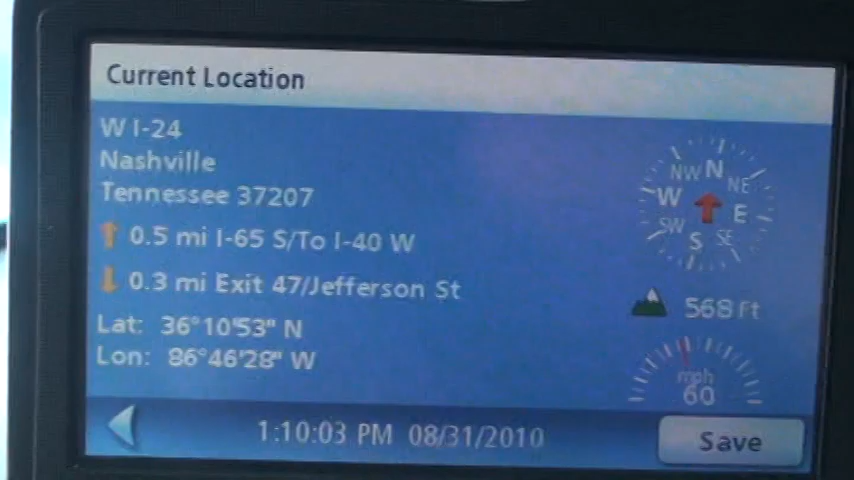 Current Location
W I-24
Nashville
Tennessee 37207
0.5 mi I-65 S/To I-40 W
0.3 mi Exit 47/Jefferson St
Lat: 36°10'53" N
Lon: 86°46'28" W
N
NE
E
SE
S
SW
W
NW
568 ft
mph
60
1:10:03 PM 08/31/2010
Save